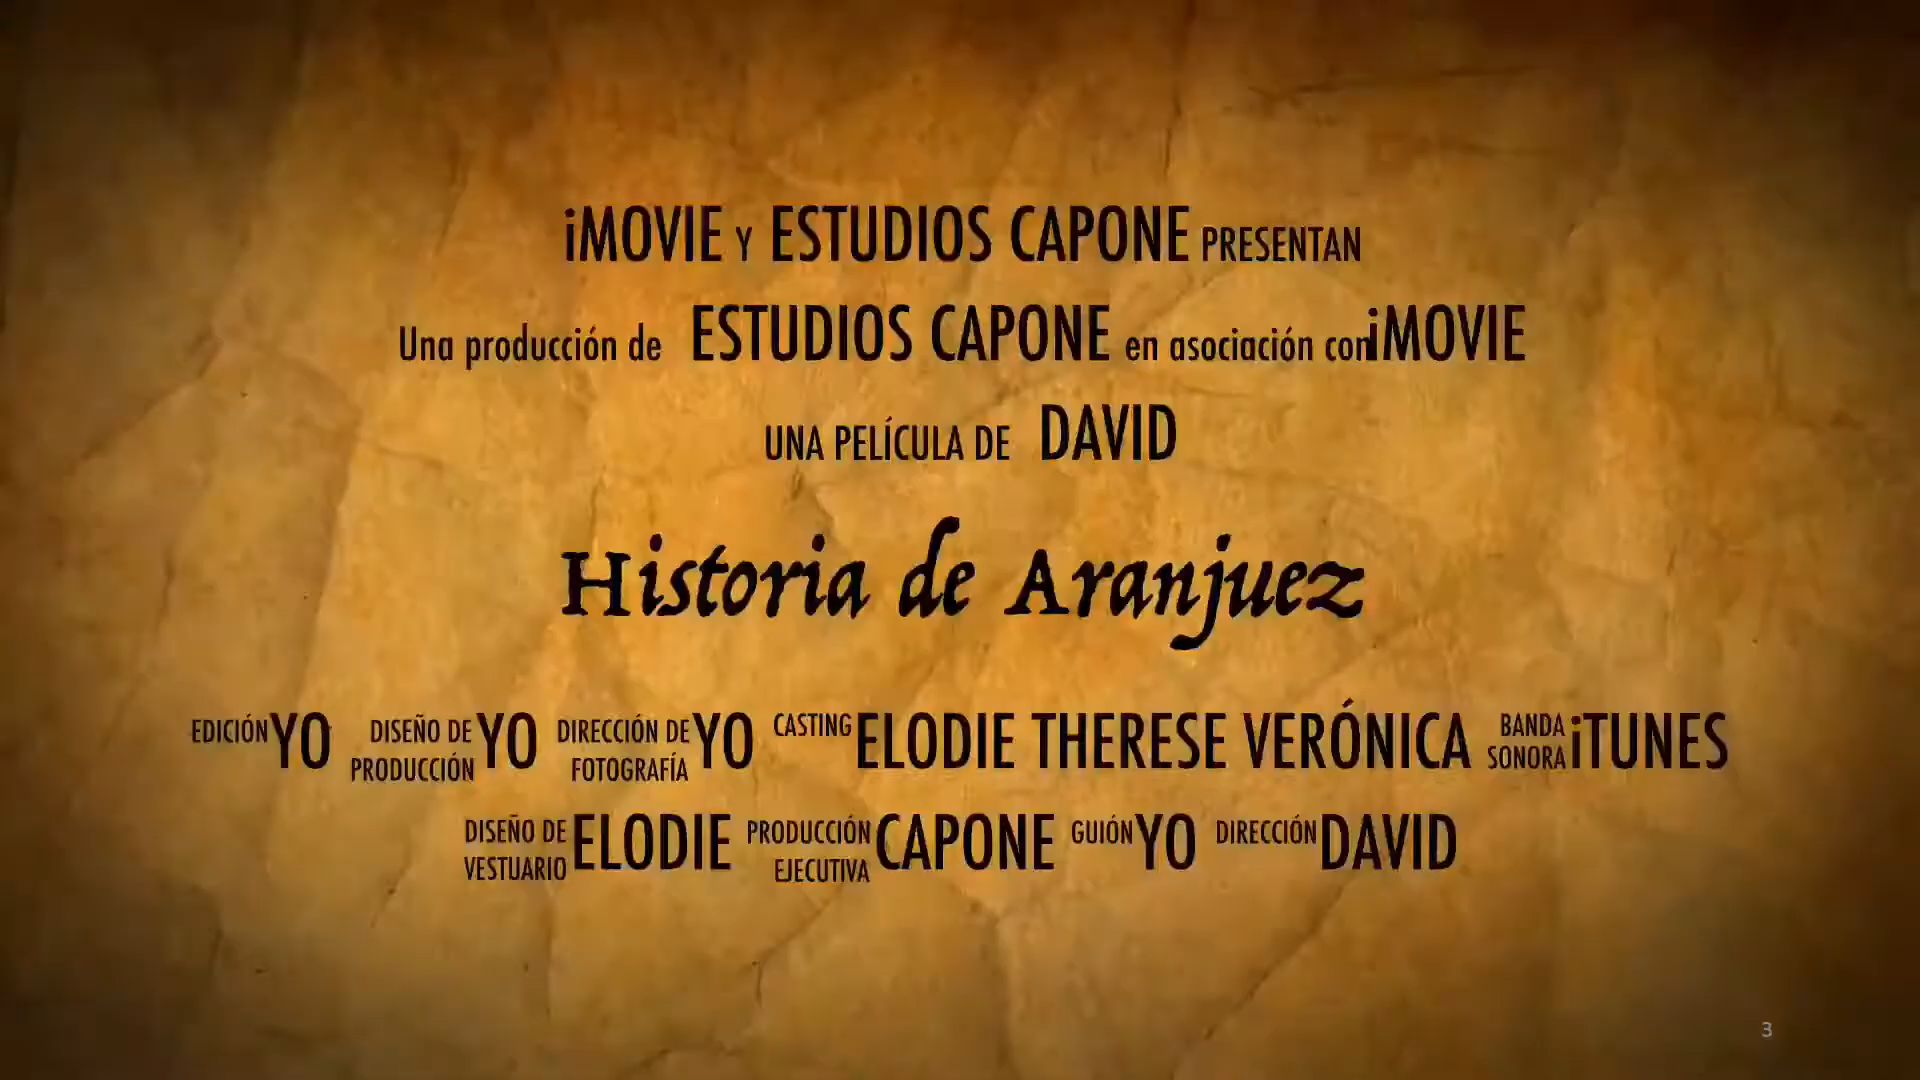 iMOVIE Y ESTUDIOS CAPONE PRESENTAN
Una producción de ESTUDIOS CAPONE en asociación con iMOVIE
UNA PELÍCULA DE DAVID
Historia de Aranjuez
EDICIÓN YO DISEÑO DE PRODUCCIÓN YO DIRECCIÓN DE FOTOGRAFÍA YO CASTING ELODIE THERESE VERÓNICA BANDA SONORA iTUNES
DISEÑO DE VESTUARIO ELODIE PRODUCCIÓN EJECUTIVA CAPONE GUIÓN YO DIRECCIÓN DAVID
3